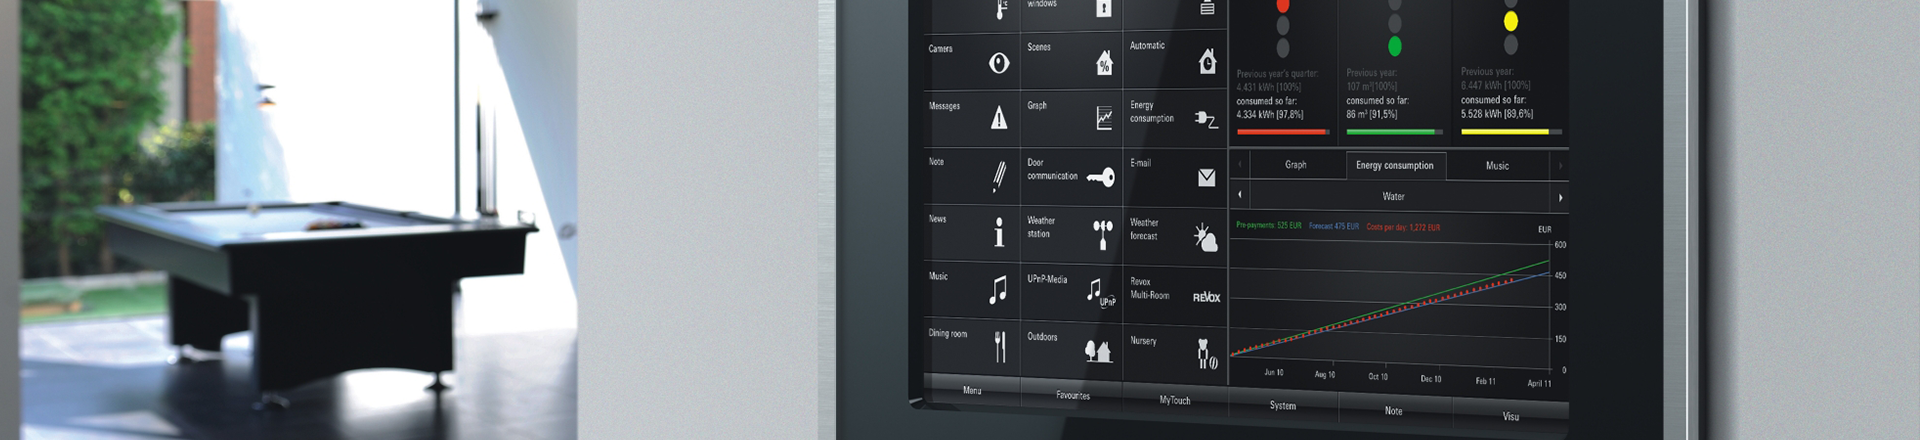 windows
Camera
Scenes
Automatic
Messages
Graph
Energy
consumption
Note
Door
communication
E-mail
News
Weather
station
Weather
forecast
Music
UPnP-Media
UPnP
Revox
Multi-Room
REVOX
Dining room
Outdoors
Nursery
Menu
Favourites
MyTouch
System
Note
Visu
Previous year's quarter:
4.431 kWh [100%]
consumed so far:
4.334 kWh [97,8%]
Previous year:
107 m³[100%]
consumed so far:
86 m³ [91,5%]
Previous year:
6.447 kWh [100%]
consumed so far:
5.528 kWh [89,6%]
Graph
Energy consumption
Music
Water
Pre-payments: 525 EUR
Forecast 475 EUR
Costs per day: 1,272 EUR
EUR
600
450
300
150
0
Jun 10
Aug 10
Oct 10
Dec 10
Feb 11
April 11